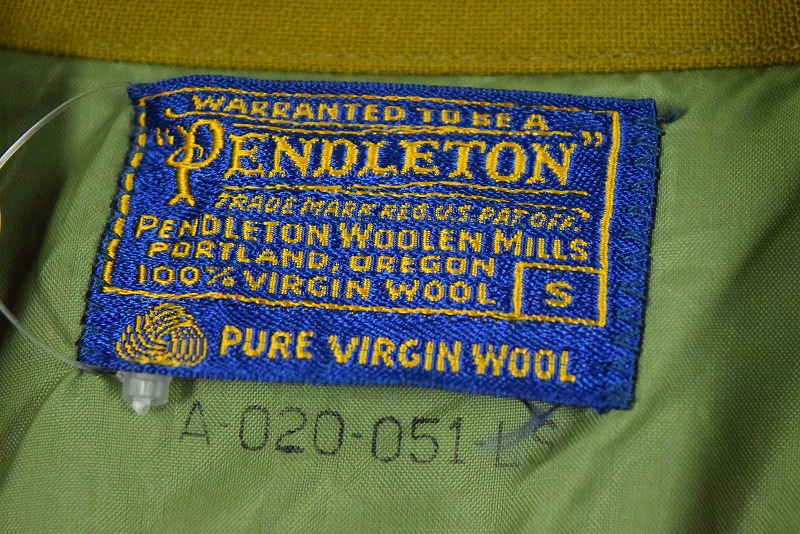 WARRANTED TO BE A
"PENDLETON"
TRADE MARK REG. U.S. PAT OFF.
PENDLETON WOOLEN MILLS
PORTLAND, OREGON
100% VIRGIN WOOL
S
PURE VIRGIN WOOL
A-020-051-LS